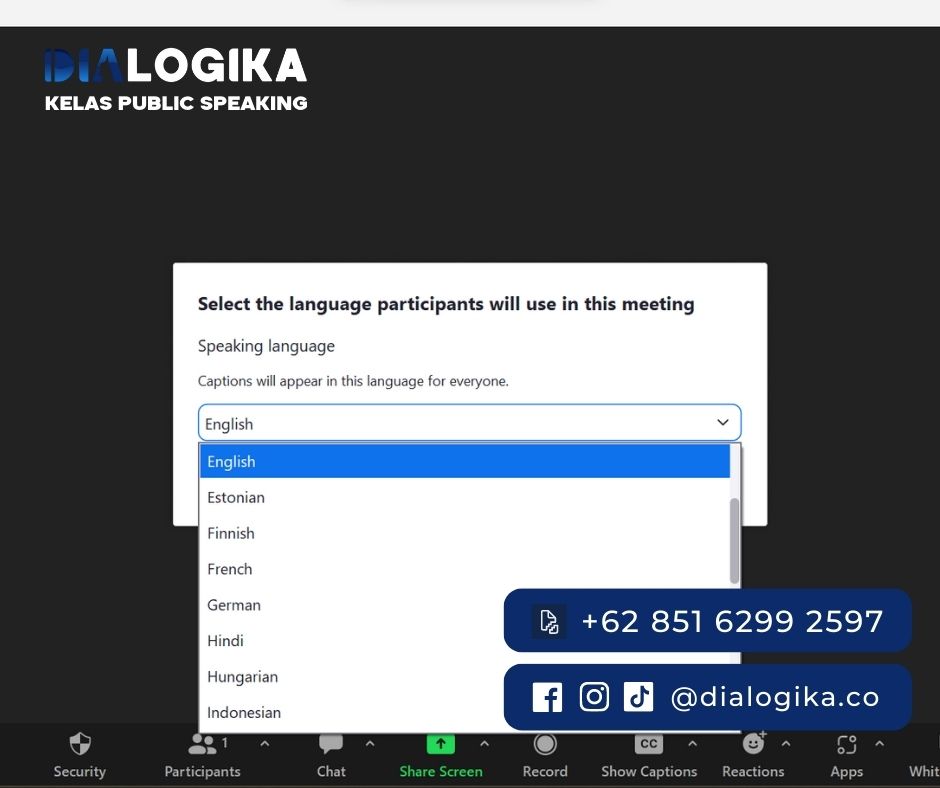 DIALOGIKA
KELAS PUBLIC SPEAKING
Select the language participants will use in this meeting
Speaking language
Captions will appear in this language for everyone.
English
English
Estonian
Finnish
French
German
Hindi
Hungarian
Indonesian
+62 851 6299 2597
@dialogika.co
1
Security
Participants
Chat
Share Screen
Record
CC
Show Captions
Reactions
Apps
Whit